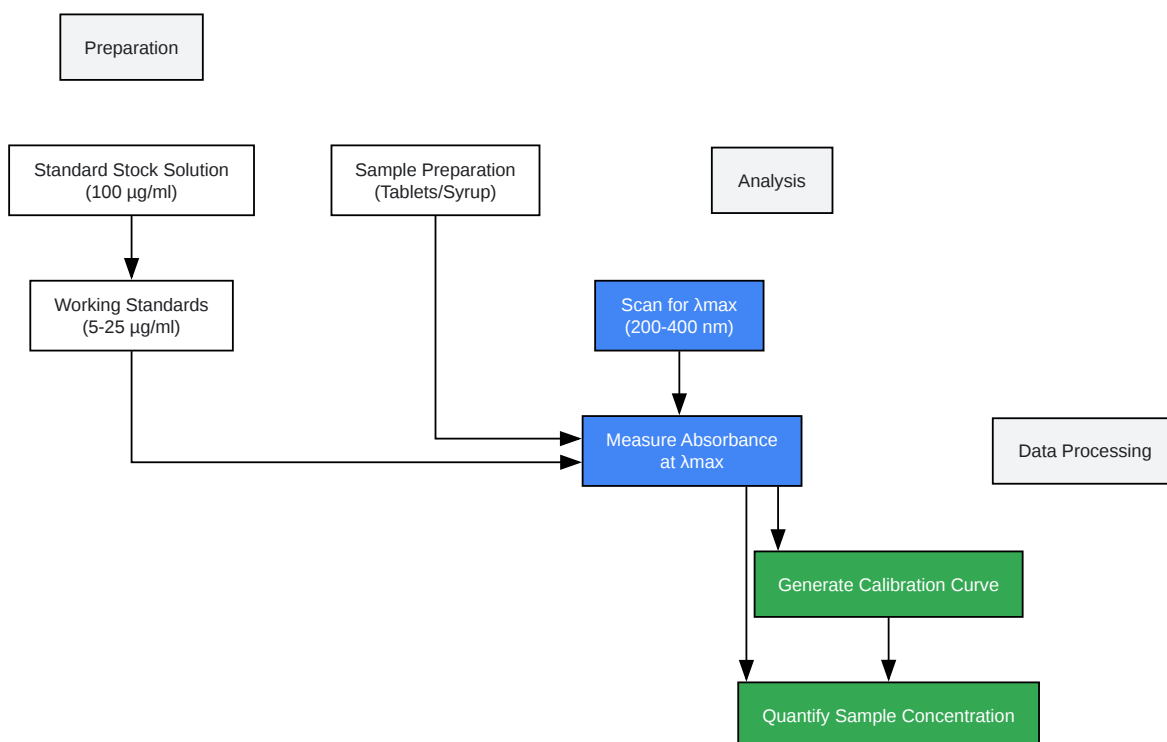 Preparation
Standard Stock Solution
(100 µg/ml)
Sample Preparation
(Tablets/Syrup)
Analysis
Working Standards
(5-25 µg/ml)
Scan for λmax
(200-400 nm)
Measure Absorbance
at λmax
Data Processing
Generate Calibration Curve
Quantify Sample Concentration